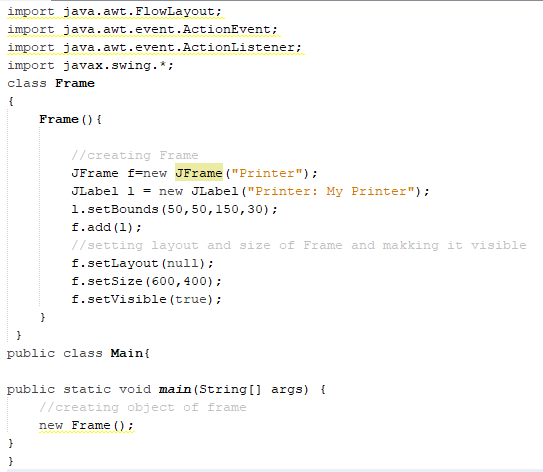 import java.awt.FlowLayout;
import java.awt.event.ActionEvent;
import java.awt.event.ActionListener;
import javax.swing.*;
class Frame
{
Frame(){
//creating Frame
JFrame f=new JFrame("Printer");
JLabel l = new JLabel("Printer: My Printer");
l.setBounds(50,50,150,30);
f.add(l);
//setting layout and size of Frame and makking it visible
f.setLayout(null);
f.setSize(600,400);
f.setVisible(true);
}
}
public class Main{
public static void main(String[] args) {
//creating object of frame
new Frame();
}
}